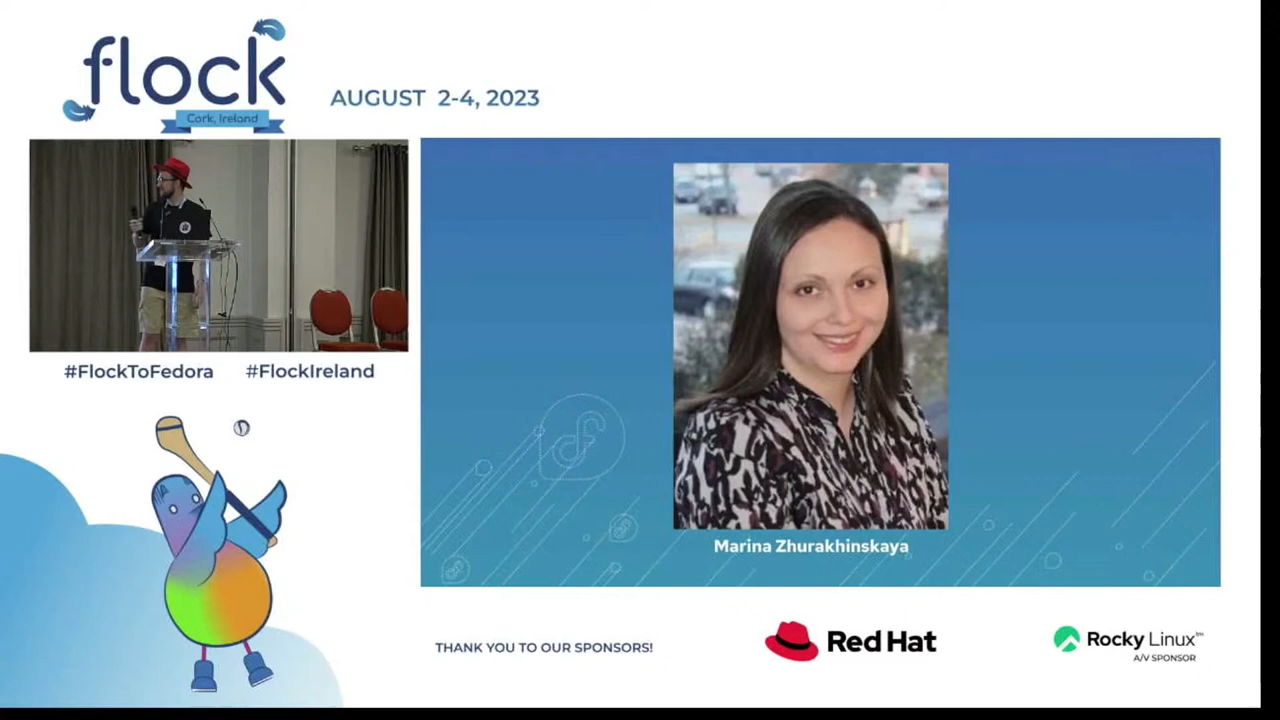 flock
Cork, Ireland
AUGUST 2-4, 2023
#FlockToFedora #FlockIreland
Marina Zhurakhinskaya
THANK YOU TO OUR SPONSORS!
Red Hat
Rocky Linux™
A/V SPONSOR